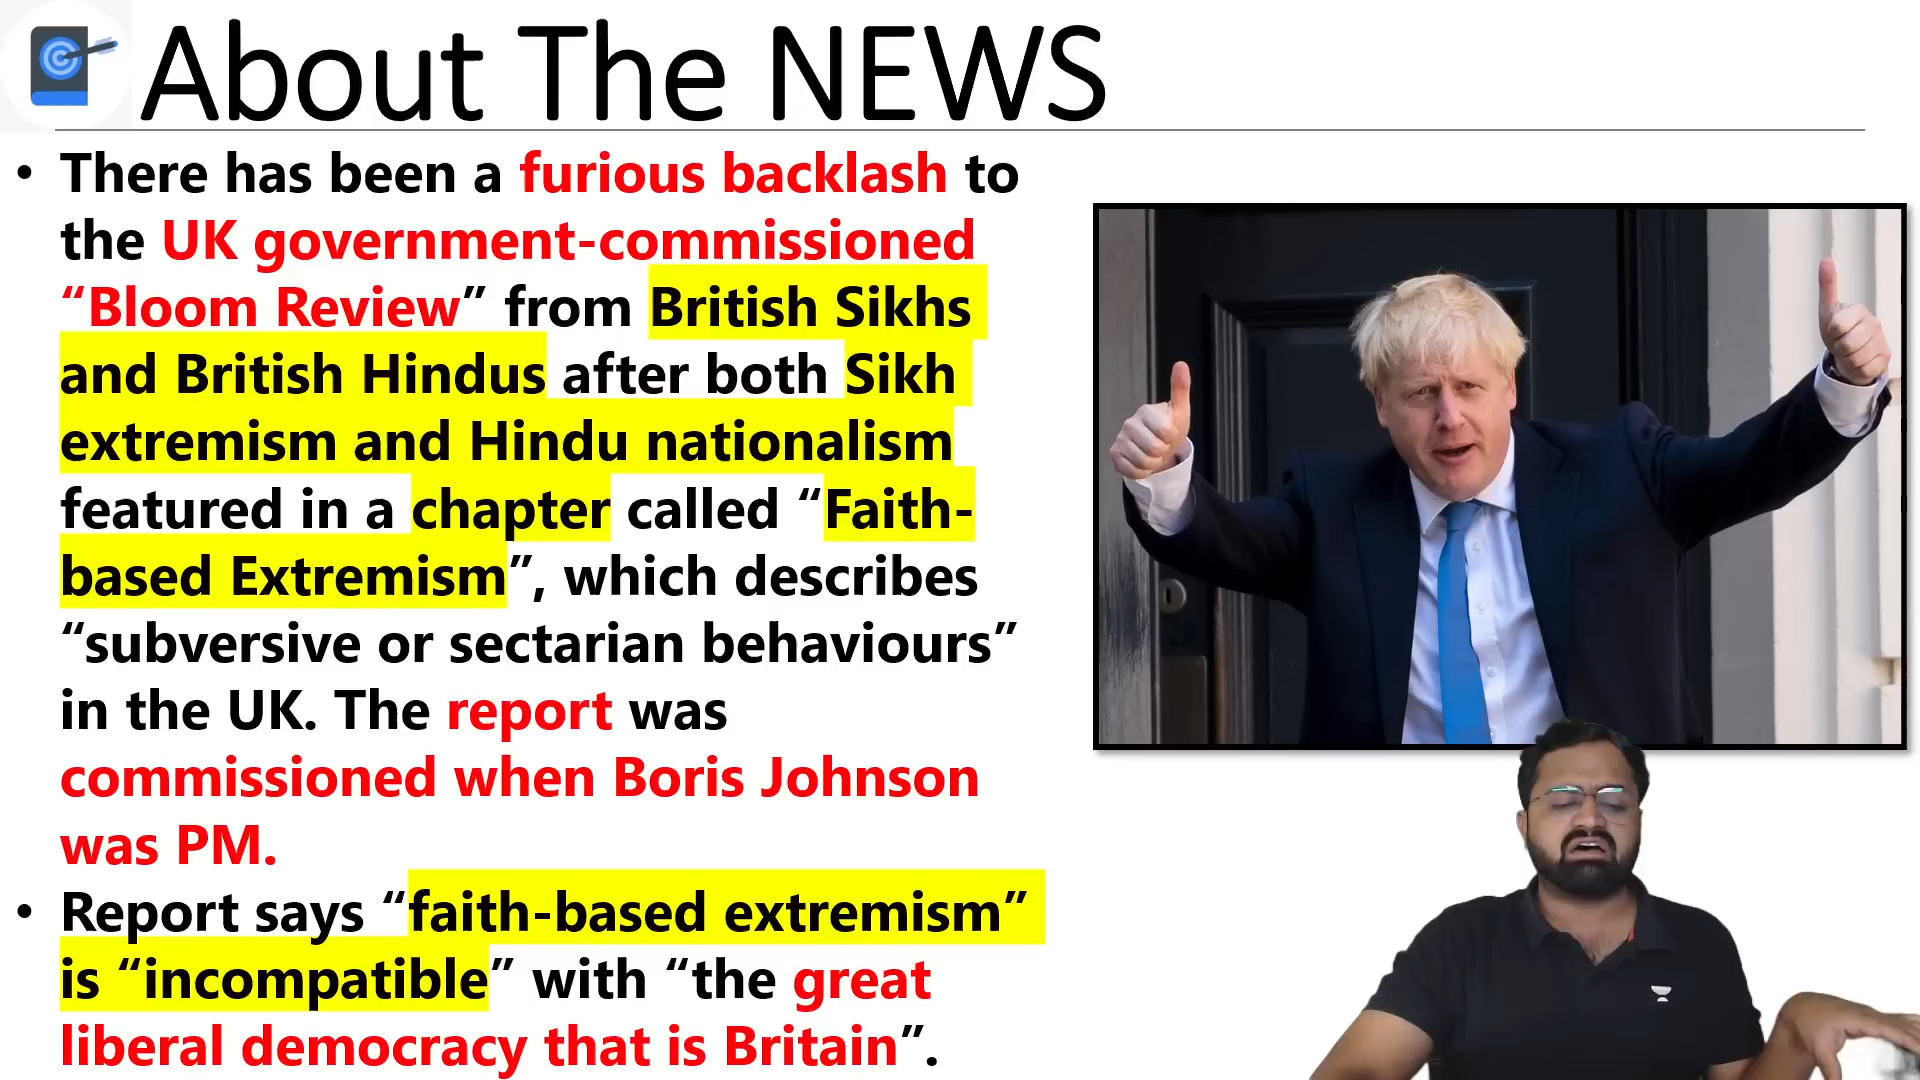 About The NEWS
• There has been a furious backlash to
the UK government-commissioned
“Bloom Review” from British Sikhs
and British Hindus after both Sikh
extremism and Hindu nationalism
featured in a chapter called “Faith-
based Extremism”, which describes
“subversive or sectarian behaviours”
in the UK. The report was
commissioned when Boris Johnson
was PM.
• Report says “faith-based extremism”
is “incompatible” with “the great
liberal democracy that is Britain”.